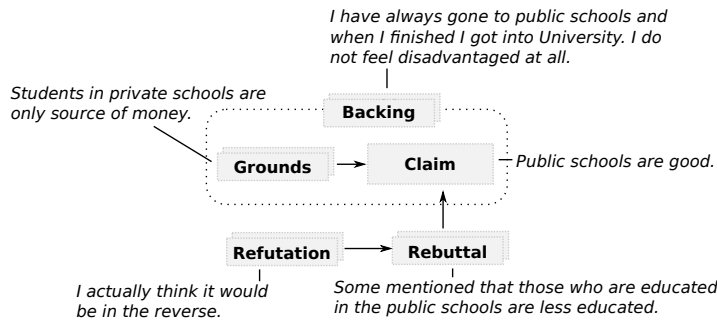 I have always gone to public schools and
when I finished I got into University. I do
not feel disadvantaged at all.
Students in private schools are
only source of money.
Backing
Grounds
Claim
Public schools are good.
Refutation
Rebuttal
I actually think it would
be in the reverse.
Some mentioned that those who are educated
in the public schools are less educated.